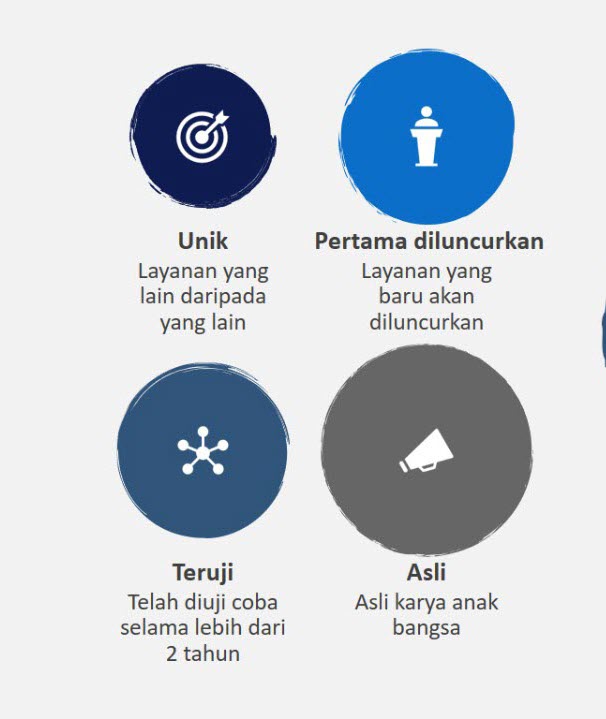 Unik
Layanan yang
lain daripada
yang lain
Pertama diluncurkan
Layanan yang
baru akan
diluncurkan
Teruji
Telah diuji coba
selama lebih dari
2 tahun
Asli
Asli karya anak
bangsa